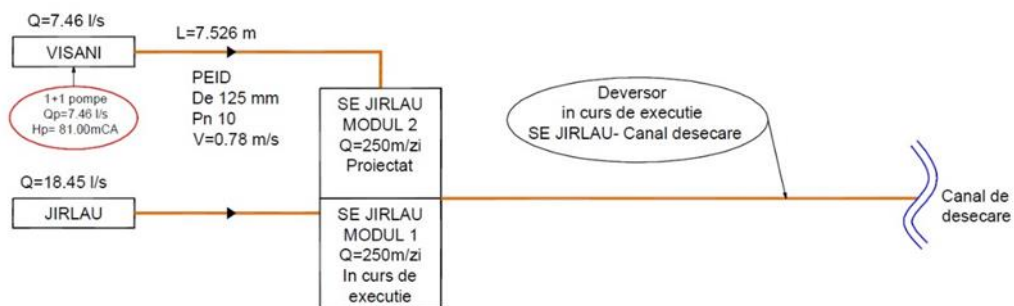 Q=7.46 l/s
VISANI
L=7.526 m
1+1 pompe
Qp=7.46 l/s
Hp= 81.00mCA
PEID
De 125 mm
Pn 10
V=0.78 m/s
SE JIRLAU
MODUL 2
Q=250m/zi
Proiectat
Deversor
in curs de executie
SE JIRLAU- Canal desecare
Q=18.45 l/s
JIRLAU
SE JIRLAU
MODUL 1
Q=250m/zi
In curs de
executie
Canal de
desecare